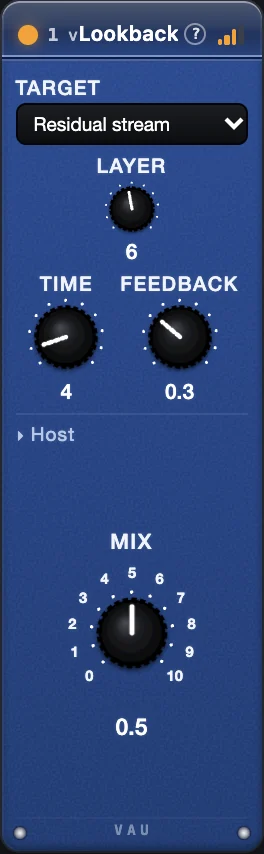 1 vLookback ?
TARGET
Residual stream
LAYER
6
TIME FEEDBACK
4 0.3
Host
MIX
5
4 6
3 7
2 8
1 9
0 10
0.5
VAU